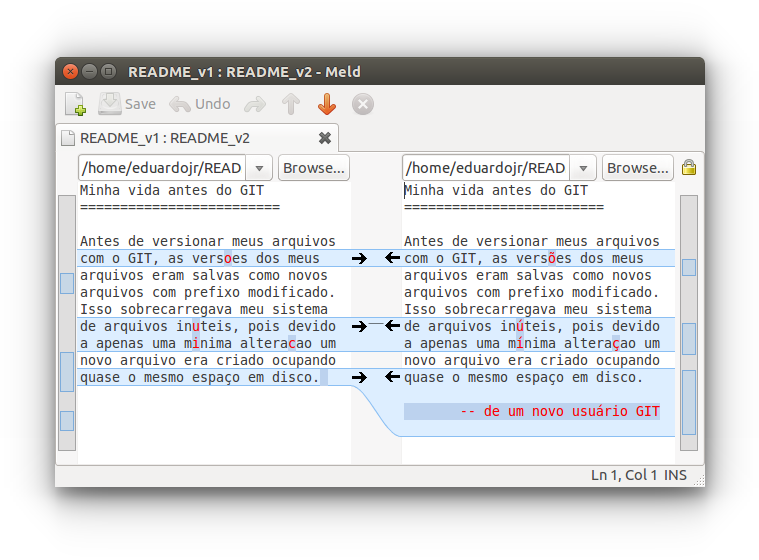 README_v1 : README_v2 - Meld
Save Undo
README_v1 : README_v2
/home/eduardojr/READ Browse...
/home/eduardojr/READ Browse...
Minha vida antes do GIT
=========================
Antes de versionar meus arquivos
com o GIT, as versoes dos meus
arquivos eram salvas como novos
arquivos com prefixo modificado.
Isso sobrecarregava meu sistema
de arquivos inuteis, pois devido
a apenas uma minima alteracao um
novo arquivo era criado ocupando
quase o mesmo espaço em disco.
Minha vida antes do GIT
=========================
Antes de versionar meus arquivos
com o GIT, as versões dos meus
arquivos eram salvas como novos
arquivos com prefixo modificado.
Isso sobrecarregava meu sistema
de arquivos inúteis, pois devido
a apenas uma mínima alteraçao um
novo arquivo era criado ocupando
quase o mesmo espaço em disco.
-- de um novo usuário GIT
Ln 1, Col 1 INS